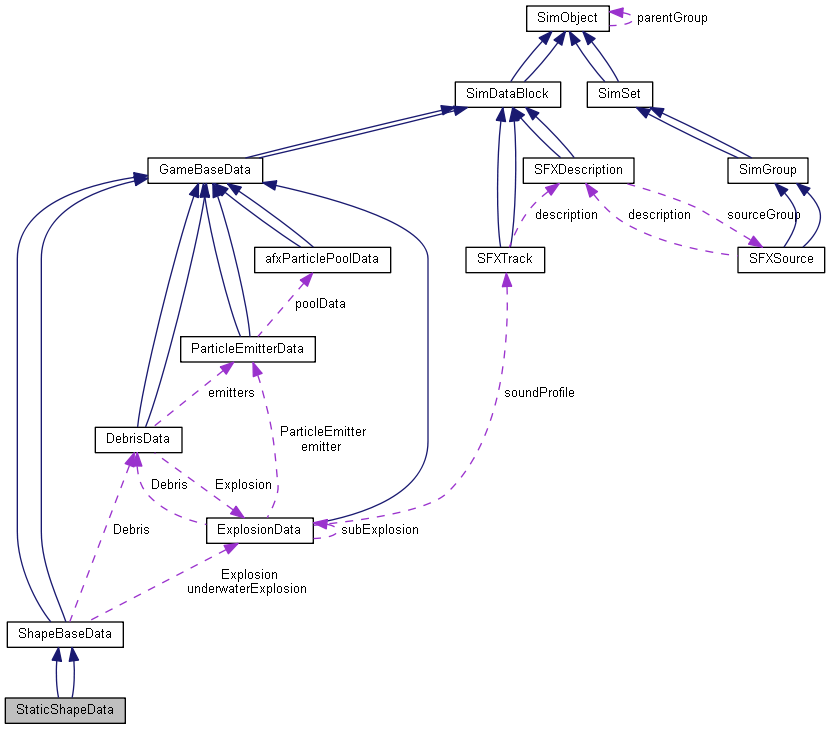 SimObject
parentGroup
SimDataBlock
SimSet
GameBaseData
SFXDescription
SimGroup
description
description
sourceGroup
afxParticlePoolData
SFXTrack
SFXSource
poolData
ParticleEmitterData
emitters
soundProfile
ParticleEmitter
emitter
DebrisData
Debris
Explosion
Debris
ExplosionData
subExplosion
Explosion
underwaterExplosion
ShapeBaseData
StaticShapeData